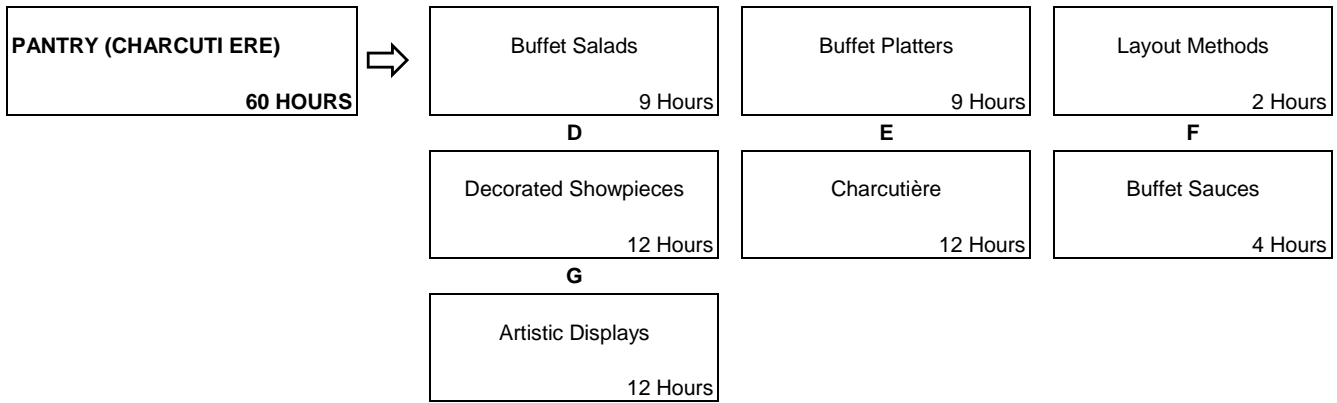 PANTRY (CHARCUTI ERE)
60 HOURS
Buffet Salads
9 Hours
Buffet Platters
9 Hours
Layout Methods
2 Hours
D
E
F
Decorated Showpieces
12 Hours
Charcutière
12 Hours
Buffet Sauces
4 Hours
G
Artistic Displays
12 Hours